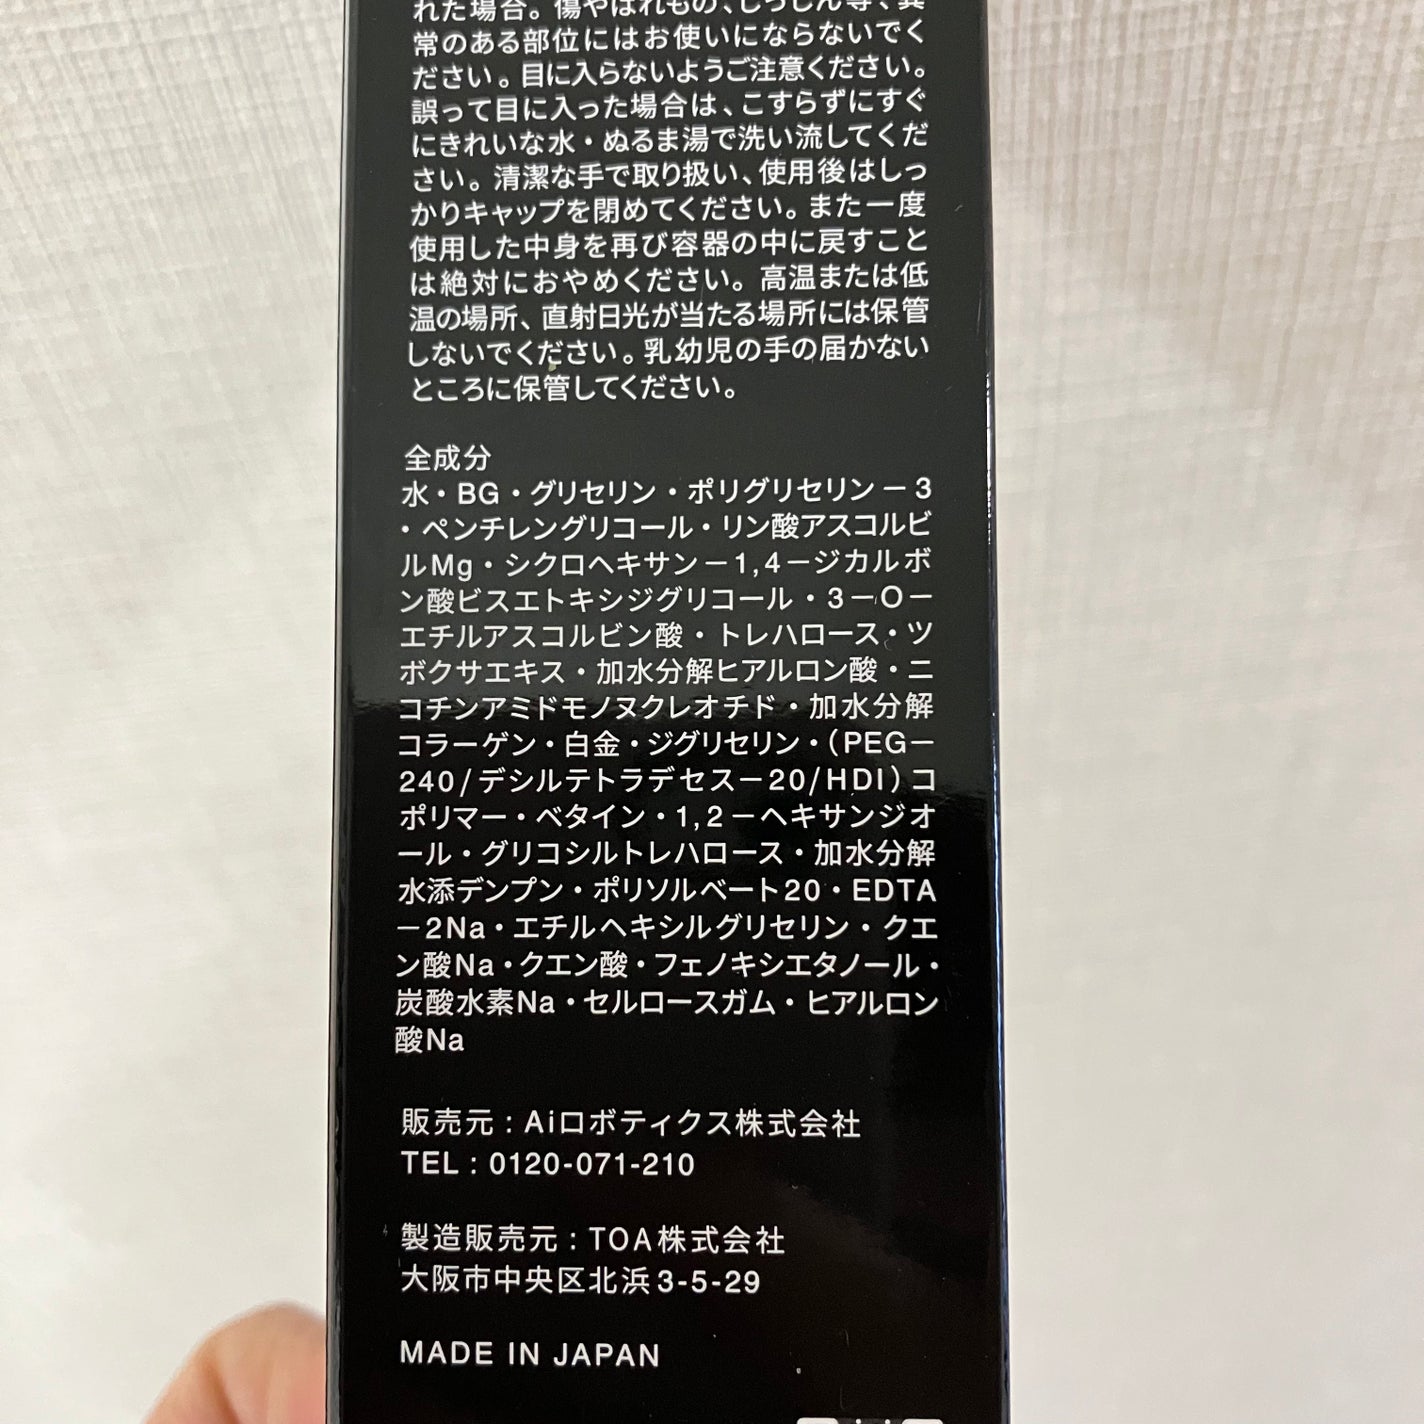 れた場合。傷やはれもの、しっしん等、異
常のある部位にはお使いにならないでく
ださい。目に入らないようご注意ください。
誤って目に入った場合は、こすらずにすぐ
にきれいな水・ぬるま湯で洗い流してくだ
さい。清潔な手で取り扱い、使用後はしっ
かりキャップを閉めてください。また一度
使用した中身を再び容器の中に戻すこと
は絶対におやめください。高温または低
温の場所、直射日光が当たる場所には保管
しないでください。乳幼児の手の届かない
ところに保管してください。
全成分
水・BG・グリセリン・ポリグリセリン－3
・ペンチレングリコール・リン酸アスコルビ
ルMg・シクロヘキサン－1,4－ジカルボ
ン酸ビスエトキシジグリコール・3－O－
エチルアスコルビン酸・トレハロース・ツ
ボクサエキス・加水分解ヒアルロン酸・ニ
コチンアミドモノヌクレオチド・加水分解
コラーゲン・白金・ジグリセリン・（PEG－
240/デシルテトラデセス－20/HDI）コ
ポリマー・ベタイン・1,2－ヘキサンジオ
ール・グリコシルトレハロース・加水分解
水添デンプン・ポリソルベート20・EDTA
－2Na・エチルヘキシルグリセリン・クエ
ン酸Na・クエン酸・フェノキシエタノール・
炭酸水素Na・セルロースガム・ヒアルロン
酸Na
販売元：Aiロボティクス株式会社
TEL：0120-071-210
製造販売元：TOA株式会社
大阪市中央区北浜3-5-29
MADE IN JAPAN